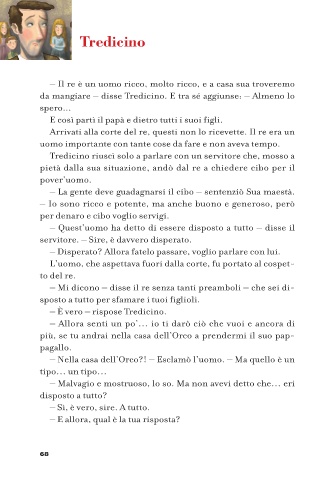 Tredicino
– Il re è un uomo ricco, molto ricco, e a casa sua troveremo
da mangiare – disse Tredicino. E tra sé aggiunse: – Almeno lo
spero...
E così partì il papà e dietro tutti i suoi figli.
Arrivati alla corte del re, questi non lo ricevette. Il re era un
uomo importante con tante cose da fare e non aveva tempo.
Tredicino riuscì solo a parlare con un servitore che, mosso a
pietà dalla sua situazione, andò dal re a chiedere cibo per il
pover'uomo.
– La gente deve guadagnarsi il cibo – sentenziò Sua maestà.
– Io sono ricco e potente, ma anche buono e generoso, però
per denaro e cibo voglio servigi.
– Quest'uomo ha detto di essere disposto a tutto – disse il
servitore. – Sire, è davvero disperato.
– Disperato? Allora fatelo passare, voglio parlare con lui.
L'uomo, che aspettava fuori dalla corte, fu portato al cospet-
to del re.
– Mi dicono – disse il re senza tanti preamboli – che sei di-
sposto a tutto per sfamare i tuoi figlioli.
– È vero – rispose Tredicino.
– Allora senti un po'… io ti darò ciò che vuoi e ancora di
più, se tu andrai nella casa dell'Orco a prendermi il suo pap-
pagallo.
– Nella casa dell'Orco?! – Esclamò l'uomo. – Ma quello è un
tipo… un tipo…
– Malvagio e mostruoso, lo so. Ma non avevi detto che… eri
disposto a tutto?
– Sì, è vero, sire. A tutto.
– E allora, qual è la tua risposta?
68